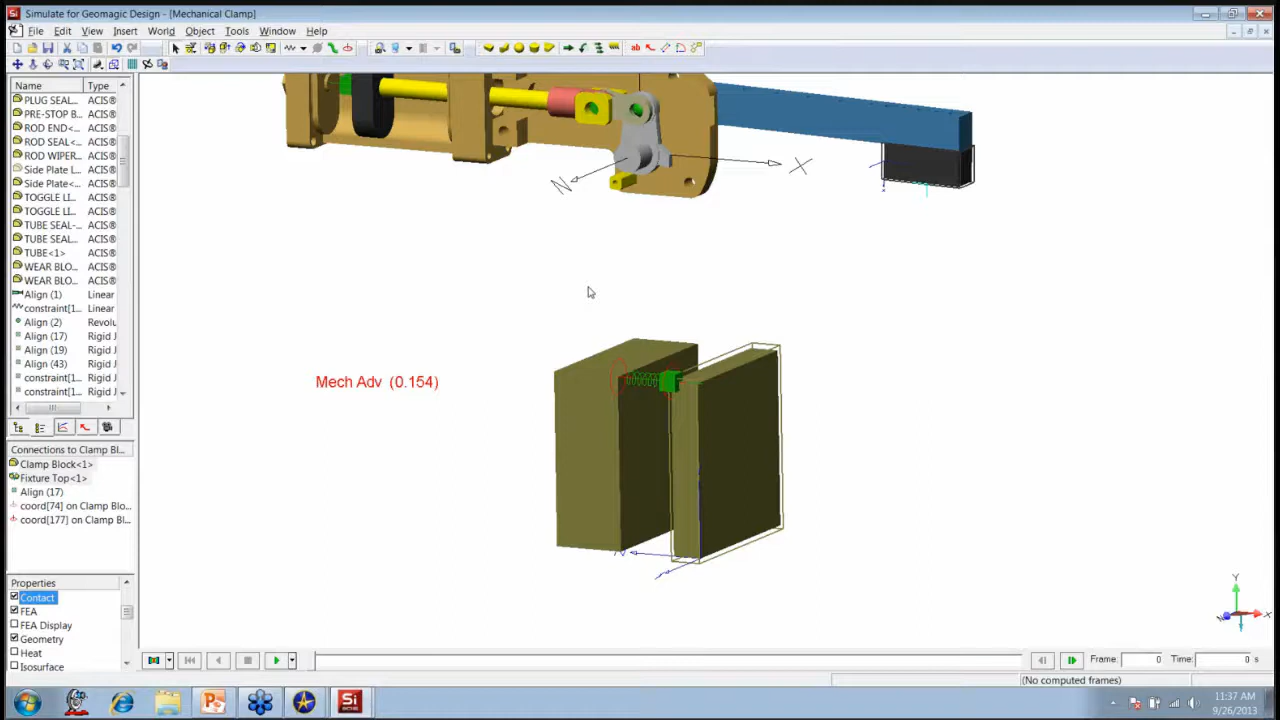 Simulate for Geomagic Design - [Mechanical Clamp]
File Edit View Insert World Object Tools Window Help
Name Type
PLUG SEAL... ACIS®
PRE-STOP B... ACIS®
ROD END<... ACIS®
ROD SEAL<... ACIS®
ROD WIPER... ACIS®
Side Plate L... ACIS®
Side Plate<... ACIS®
TOGGLE LI... ACIS®
TOGGLE LI... ACIS®
TUBE SEAL-... ACIS®
TUBE SEAL... ACIS®
TUBE<1> ACIS®
WEAR BLO... ACIS®
WEAR BLO... ACIS®
Align (1) Linear
constraint[1... Linear
Align (2) Revolu
Align (17) Rigid J
Align (19) Rigid J
Align (43) Rigid J
constraint[1... Rigid J
constraint[1... Rigid J
Connections to Clamp Bl...
Clamp Block<1>
Fixture Top<1>
Align (17)
coord[74] on Clamp Blo...
coord[177] on Clamp Bl...
Properties
Contact
FEA
FEA Display
Geometry
Heat
Isosurface
X
Mech Adv (0.154)
Y
X
Frame: 0 Time: 0 s
(No computed frames)
11:37 AM
9/26/2013